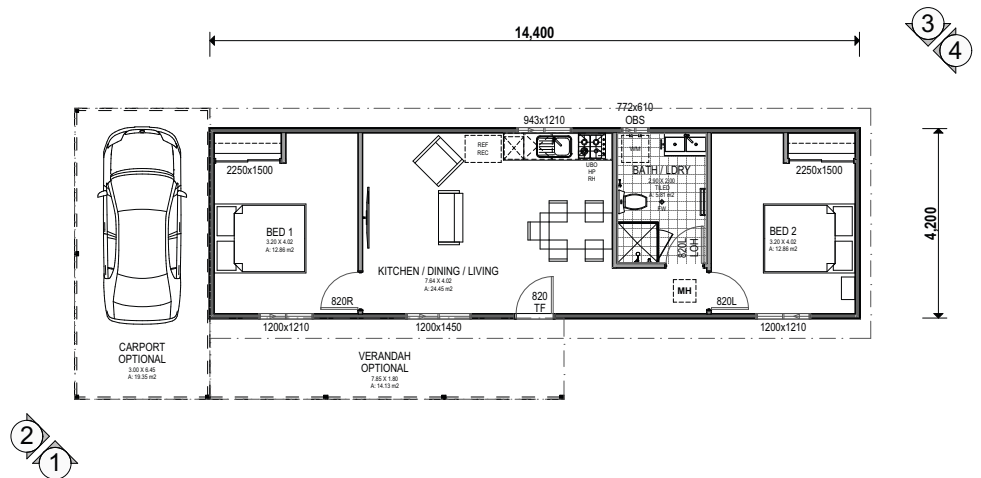 14,400
3
4
943x1210
772x610
OBS
REF
REC
UBO
HP
RH
WM
2250x1500
BATH / LDRY
2.90 X 2.00
TILED
A: 5.81 m2
FW
2250x1500
4,200
BED 1
3.20 X 4.02
A: 12.86 m2
BED 2
3.20 X 4.02
A: 12.86 m2
KITCHEN / DINING / LIVING
7.64 X 4.02
A: 24.45 m2
820L
LOH
820R
820
TF
MH
820L
1200x1210
1200x1450
1200x1210
CARPORT
OPTIONAL
3.00 X 6.45
A: 19.35 m2
VERANDAH
OPTIONAL
7.85 X 1.80
A: 14.13 m2
2
1